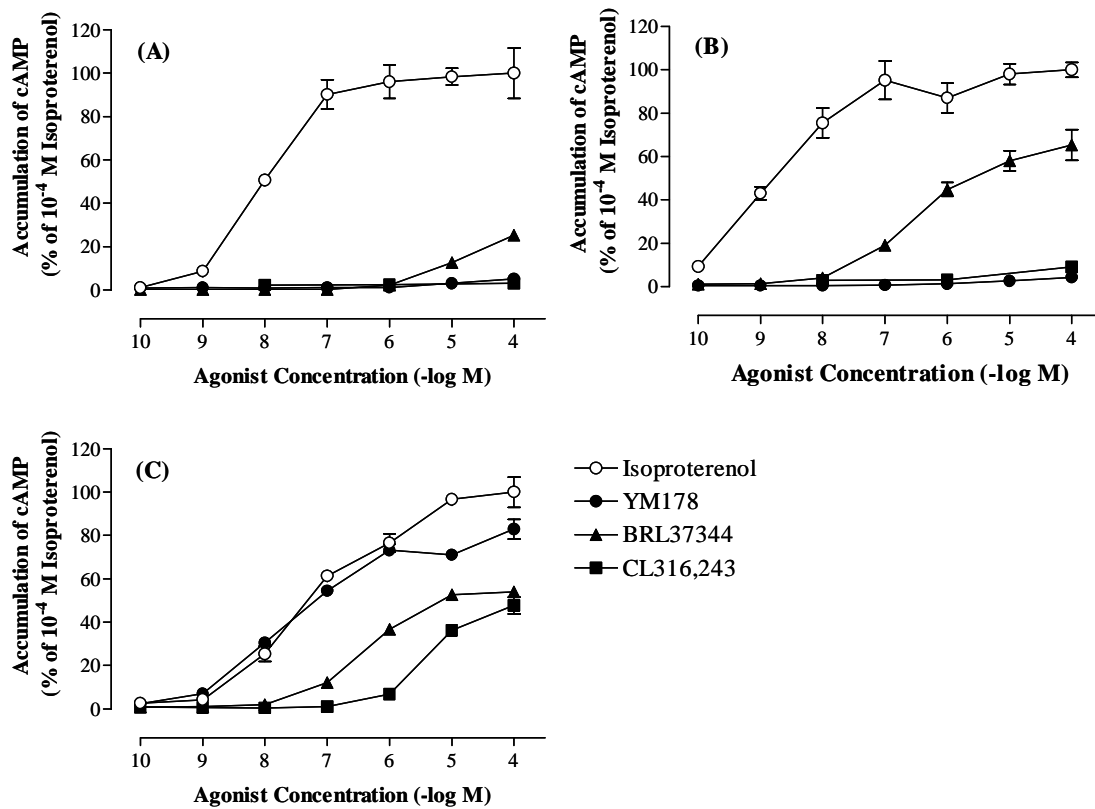 (A)
Accumulation of cAMP
(% of 10⁻⁴ M Isoproterenol)
120
100
80
60
40
20
0
10 9 8 7 6 5 4
Agonist Concentration (-log M)
(B)
Accumulation of cAMP
(% of 10⁻⁴ M Isoproterenol)
120
100
80
60
40
20
0
10 9 8 7 6 5 4
Agonist Concentration (-log M)
(C)
Accumulation of cAMP
(% of 10⁻⁴ M Isoproterenol)
120
100
80
60
40
20
0
10 9 8 7 6 5 4
Agonist Concentration (-log M)
Isoproterenol
YM178
BRL37344
CL316,243